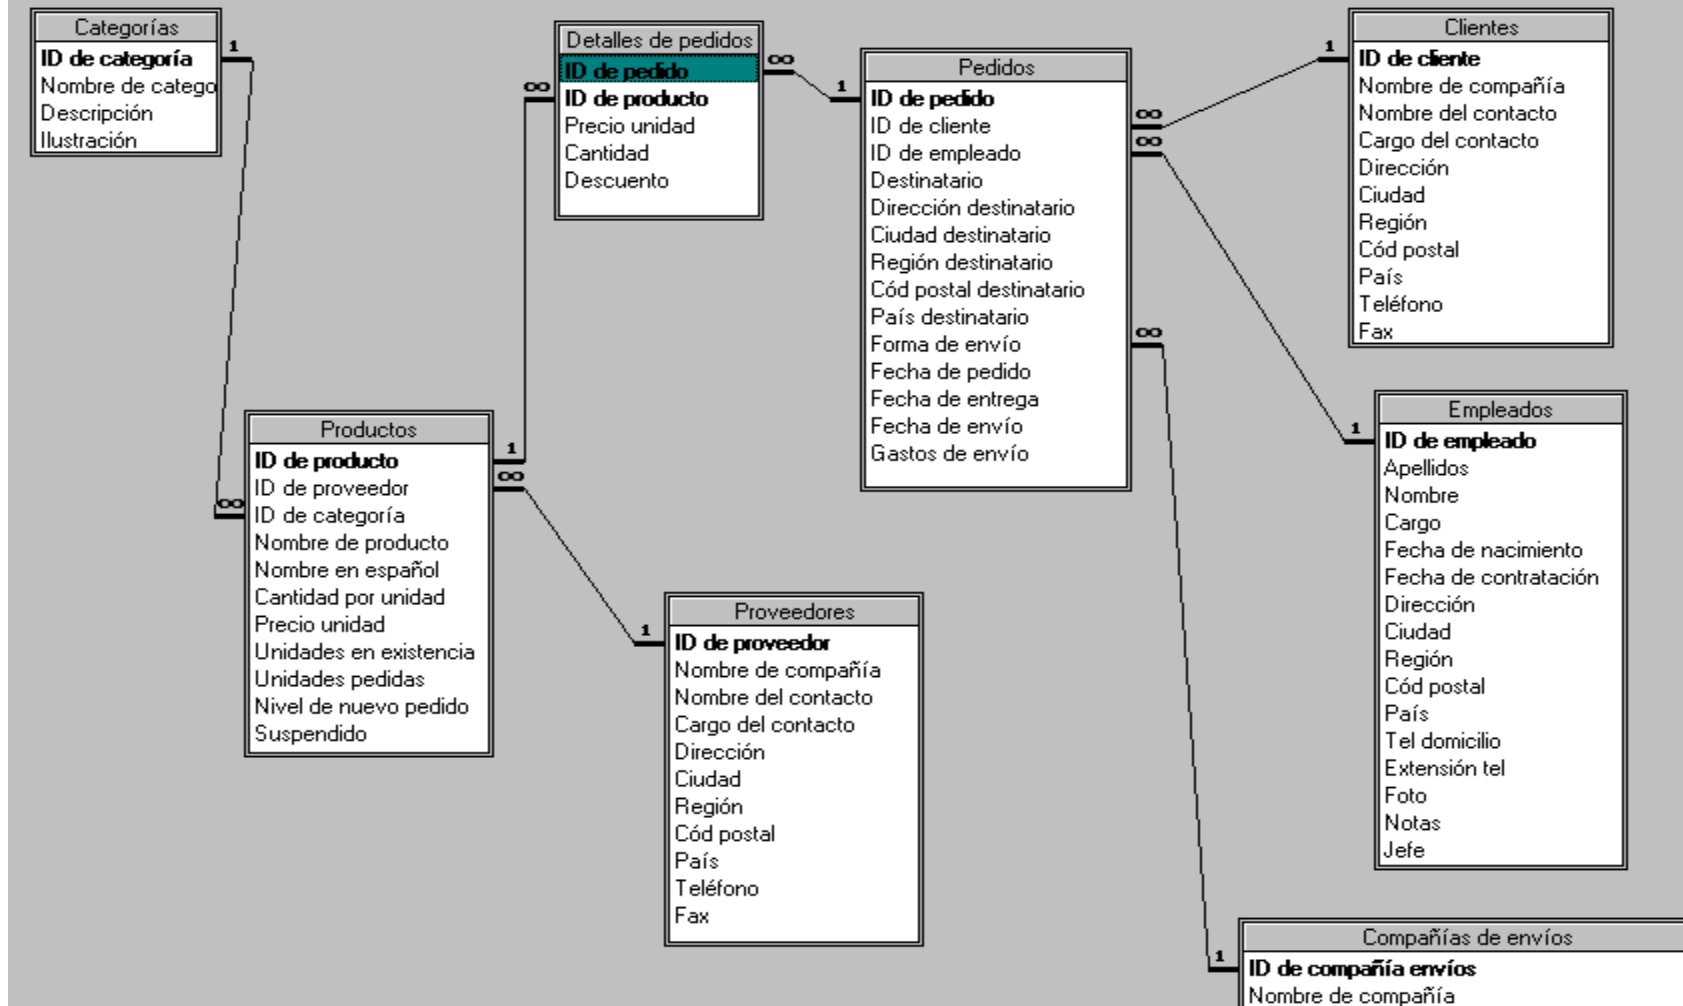 Categorías
1
ID de categoría
Nombre de catego
Descripción
Ilustración
Detalles de pedidos
ID de pedido
∞
∞
ID de producto
Precio unidad
Cantidad
Descuento
Pedidos
1
ID de pedido
∞
ID de cliente
∞
ID de empleado
Destinatario
Dirección destinatario
Ciudad destinatario
Región destinatario
Cód postal destinatario
País destinatario
∞
Forma de envío
Fecha de pedido
Fecha de entrega
Fecha de envío
Gastos de envío
Clientes
1
ID de cliente
Nombre de compañía
Nombre del contacto
Cargo del contacto
Dirección
Ciudad
Región
Cód postal
País
Teléfono
Fax
Productos
1
ID de producto
∞
ID de proveedor
∞
ID de categoría
Nombre de producto
Nombre en español
Cantidad por unidad
Precio unidad
Unidades en existencia
Unidades pedidas
Nivel de nuevo pedido
Suspendido
Proveedores
1
ID de proveedor
Nombre de compañía
Nombre del contacto
Cargo del contacto
Dirección
Ciudad
Región
Cód postal
País
Teléfono
Fax
Empleados
1
ID de empleado
Apellidos
Nombre
Cargo
Fecha de nacimiento
Fecha de contratación
Dirección
Ciudad
Región
Cód postal
País
Tel domicilio
Extensión tel
Foto
Notas
Jefe
Compañías de envíos
1
ID de compañía envíos
Nombre de compañía